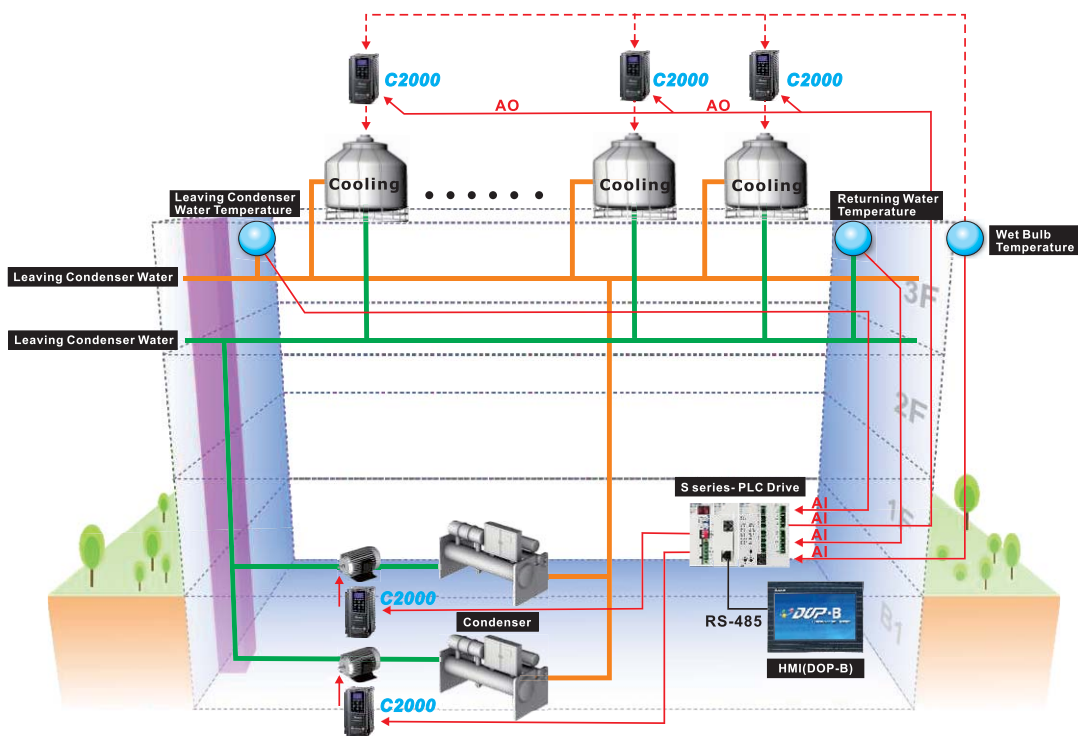 C2000
C2000
C2000
AO
AO
Cooling
Cooling
Cooling
Leaving Condenser
Water Temperature
Returning Water
Temperature
Wet Bulb
Temperature
Leaving Condenser Water
3F
Leaving Condenser Water
2F
S series- PLC Drive
AI
AI
1F
AI
AI
C2000
Condenser
RS-485
DOP-B
B1
HMI(DOP-B)
C2000